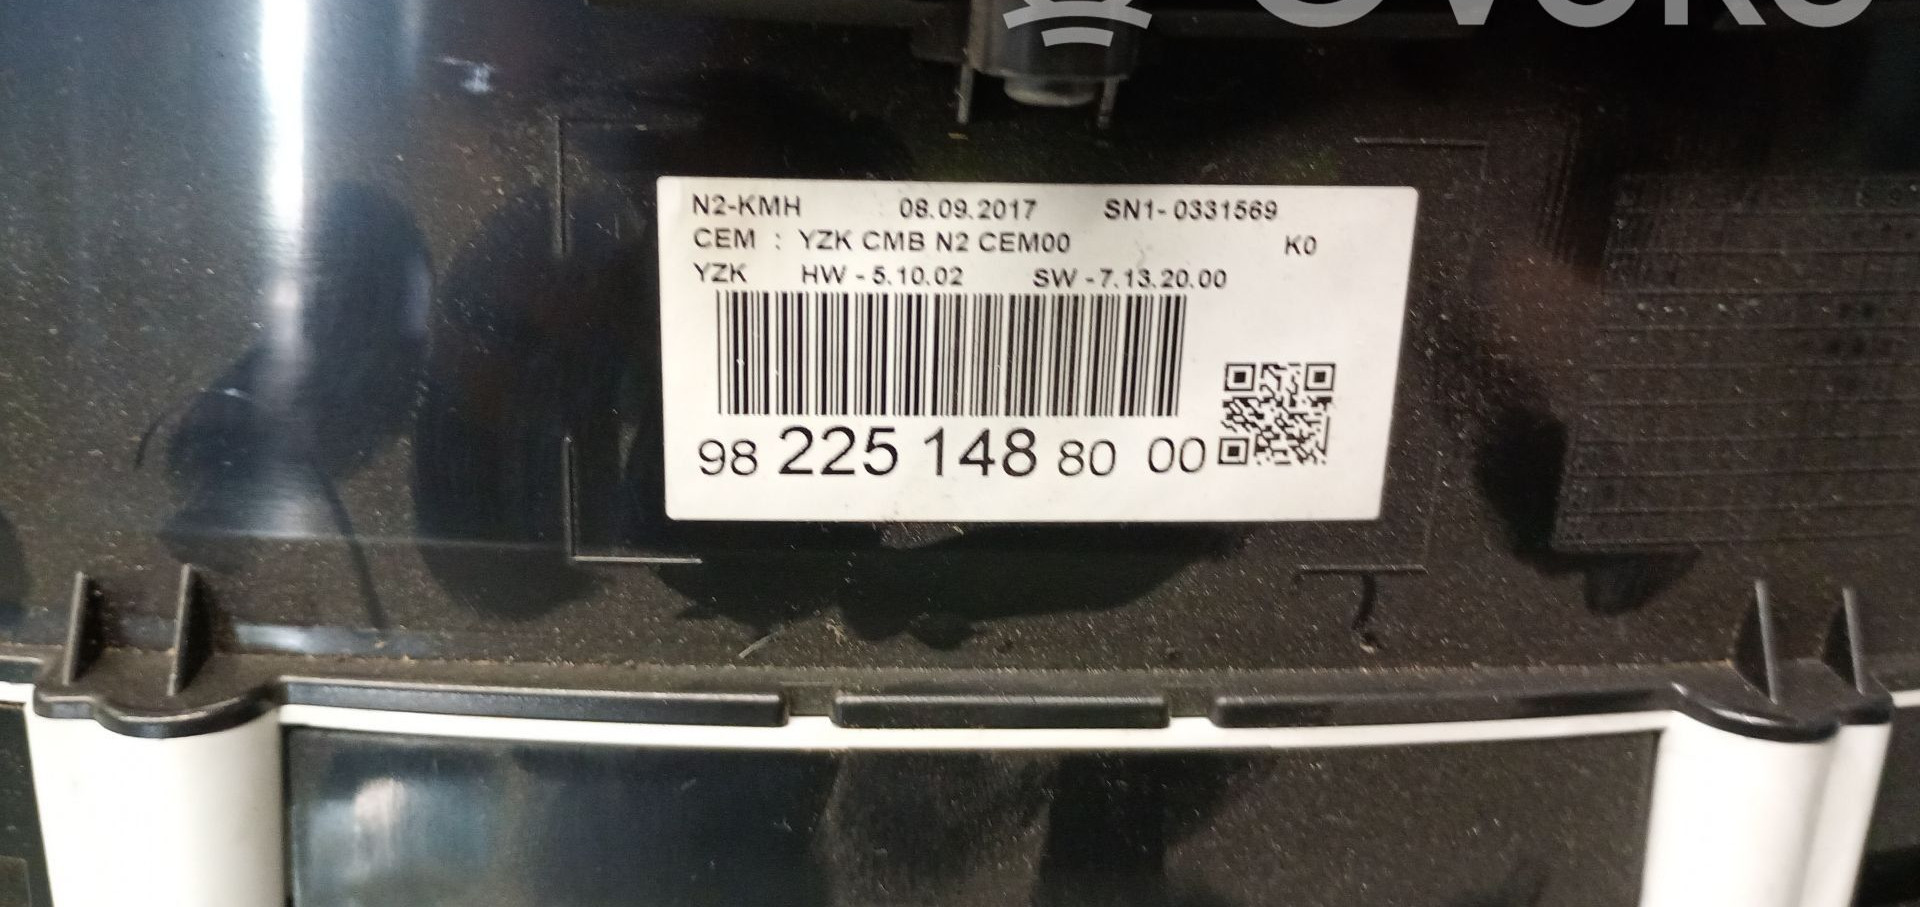 N2-KMH 08.09.2017 SN1- 0331569
CEM : YZK CMB N2 CEM00 K0
YZK HW - 5.10.02 SW -7.13.20.00
98 225 148 80 00